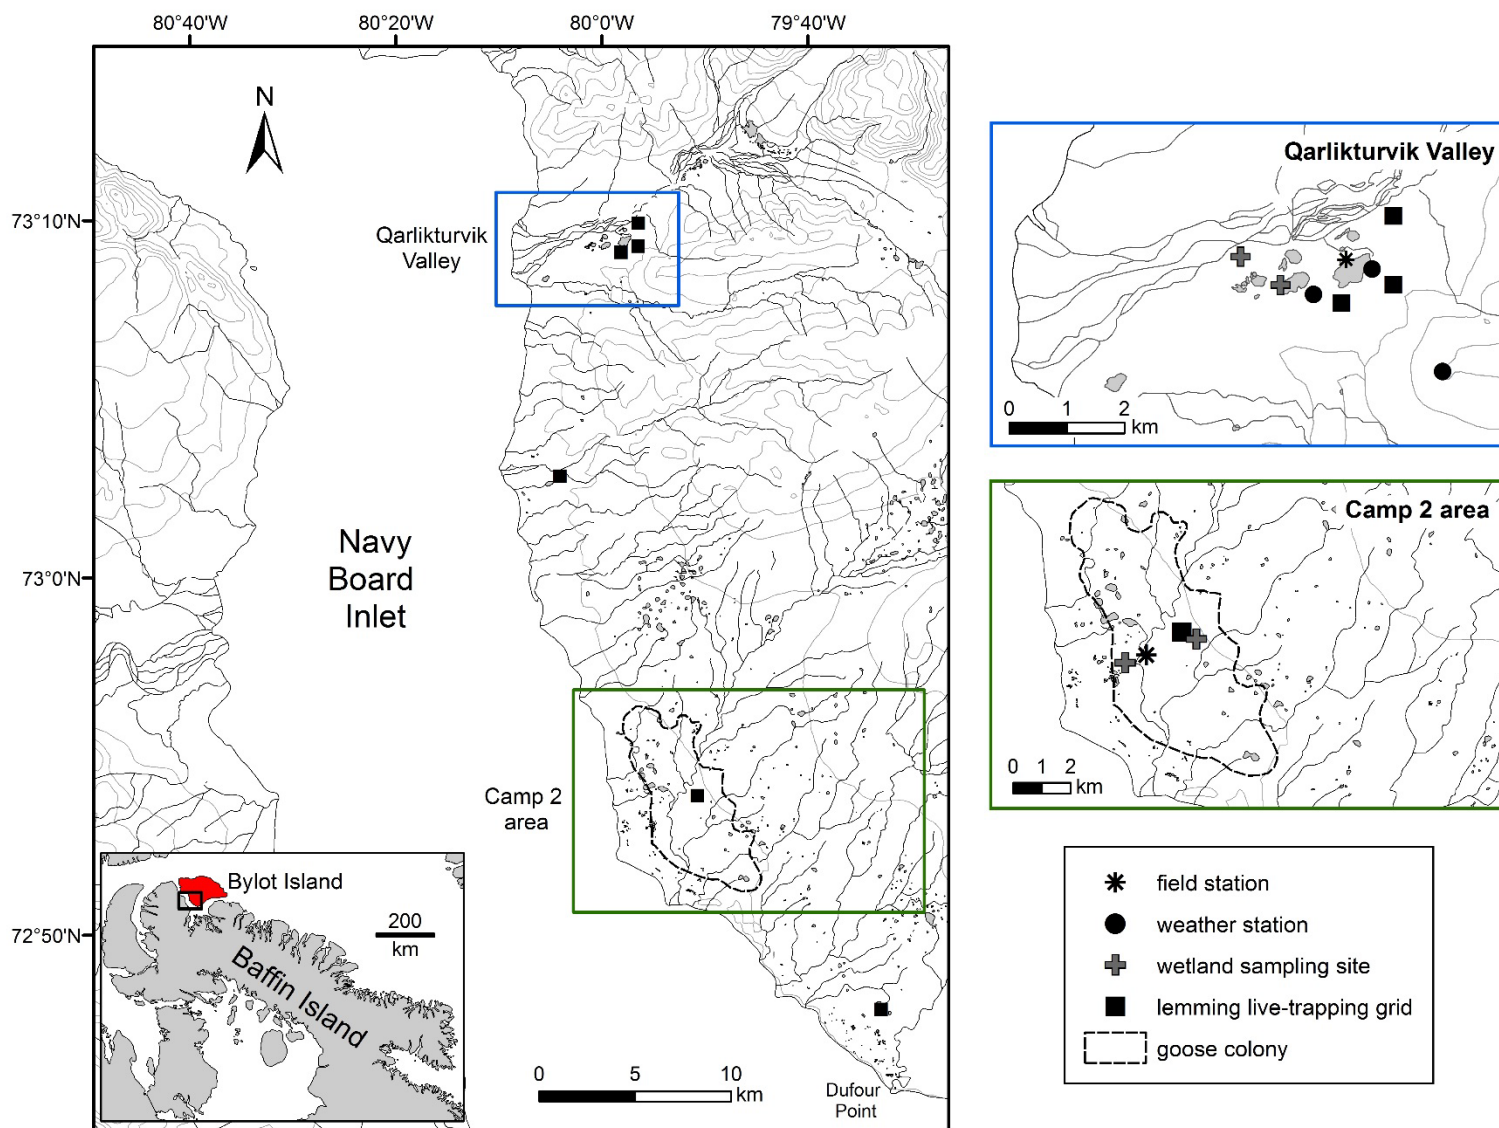 80°40'W
80°20'W
80°0'W
79°40'W
N
73°10'N
73°0'N
72°50'N
Qarlikturvik
Valley
Navy
Board
Inlet
Camp 2
area
Dufour
Point
0 5 10
km
Bylot Island
200
km
Baffin Island
Qarlikturvik Valley
0 1 2
km
Camp 2 area
0 1 2
km
field station
weather station
wetland sampling site
lemming live-trapping grid
goose colony